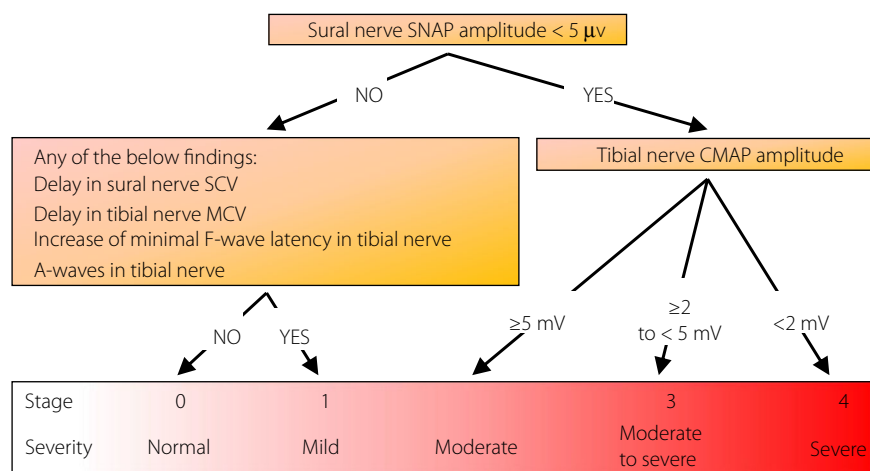 Sural nerve SNAP amplitude < 5 μv
NO
YES
Any of the below findings:
Delay in sural nerve SCV
Delay in tibial nerve MCV
Increase of minimal F-wave latency in tibial nerve
A-waves in tibial nerve
Tibial nerve CMAP amplitude
NO
YES
≥5 mV
≥2
to < 5 mV
<2 mV
Stage 0 1 3 4
Severity Normal Mild Moderate Moderate
to severe Severe